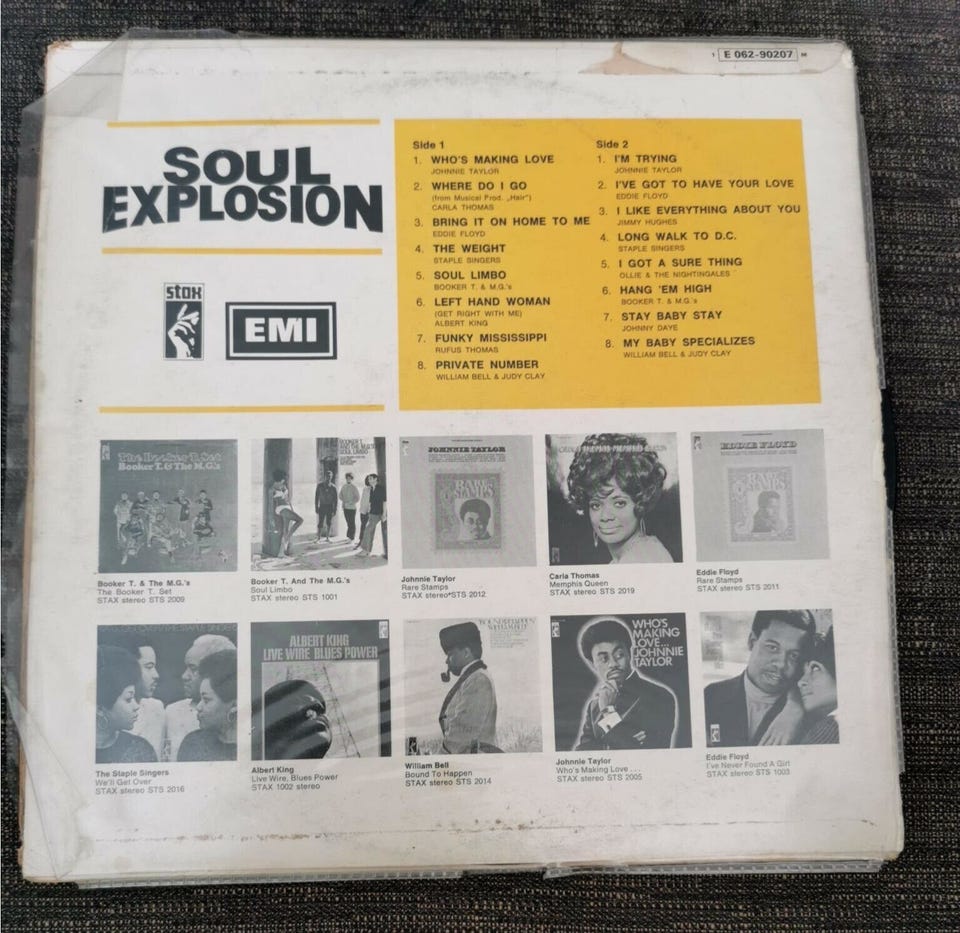 1 E 062-90207 M
SOUL
EXPLOSION
stax
EMI
Side 1
1. WHO'S MAKING LOVE
JOHNNIE TAYLOR
2. WHERE DO I GO
(from Musical Prod. „Hair")
CARLA THOMAS
3. BRING IT ON HOME TO ME
EDDIE FLOYD
4. THE WEIGHT
STAPLE SINGERS
5. SOUL LIMBO
BOOKER T. & M.G.'s
6. LEFT HAND WOMAN
(GET RIGHT WITH ME)
ALBERT KING
7. FUNKY MISSISSIPPI
RUFUS THOMAS
8. PRIVATE NUMBER
WILLIAM BELL & JUDY CLAY
Side 2
1. I'M TRYING
JOHNNIE TAYLOR
2. I'VE GOT TO HAVE YOUR LOVE
EDDIE FLOYD
3. I LIKE EVERYTHING ABOUT YOU
JIMMY HUGHES
4. LONG WALK TO D.C.
STAPLE SINGERS
5. I GOT A SURE THING
OLLIE & THE NIGHTINGALES
6. HANG 'EM HIGH
BOOKER T. & M.G.'s
7. STAY BABY STAY
JOHNNY DAYE
8. MY BABY SPECIALIZES
WILLIAM BELL & JUDY CLAY
The Booker T. Set
Booker T. & The M.G.'s
Booker T. & The M.G.'s
The Booker T. Set
STAX stereo STS 2009
BOOKER T.
AND THE M.G.'s
SOUL LIMBO
Booker T. And The M.G.'s
Soul Limbo
STAX stereo STS 1001
JOHNNIE TAYLOR
RARE
STAMPS
Johnnie Taylor
Rare Stamps
STAX stereo STS 2012
Carla Thomas
Memphis Queen
STAX stereo STS 2019
EDDIE FLOYD
RARE
STAMPS
Eddie Floyd
Rare Stamps
STAX stereo STS 2011
The Staple Singers
We'll Get Over
STAX stereo STS 2016
ALBERT KING
LIVE WIRE/BLUES POWER
Albert King
Live Wire, Blues Power
STAX 1002 stereo
William Bell
Bound To Happen
STAX stereo STS 2014
WHO'S
MAKING
LOVE...
JOHNNIE
TAYLOR
Johnnie Taylor
Who's Making Love . . .
STAX stereo STS 2005
Eddie Floyd
I've Never Found A Girl
STAX stereo STS 1003